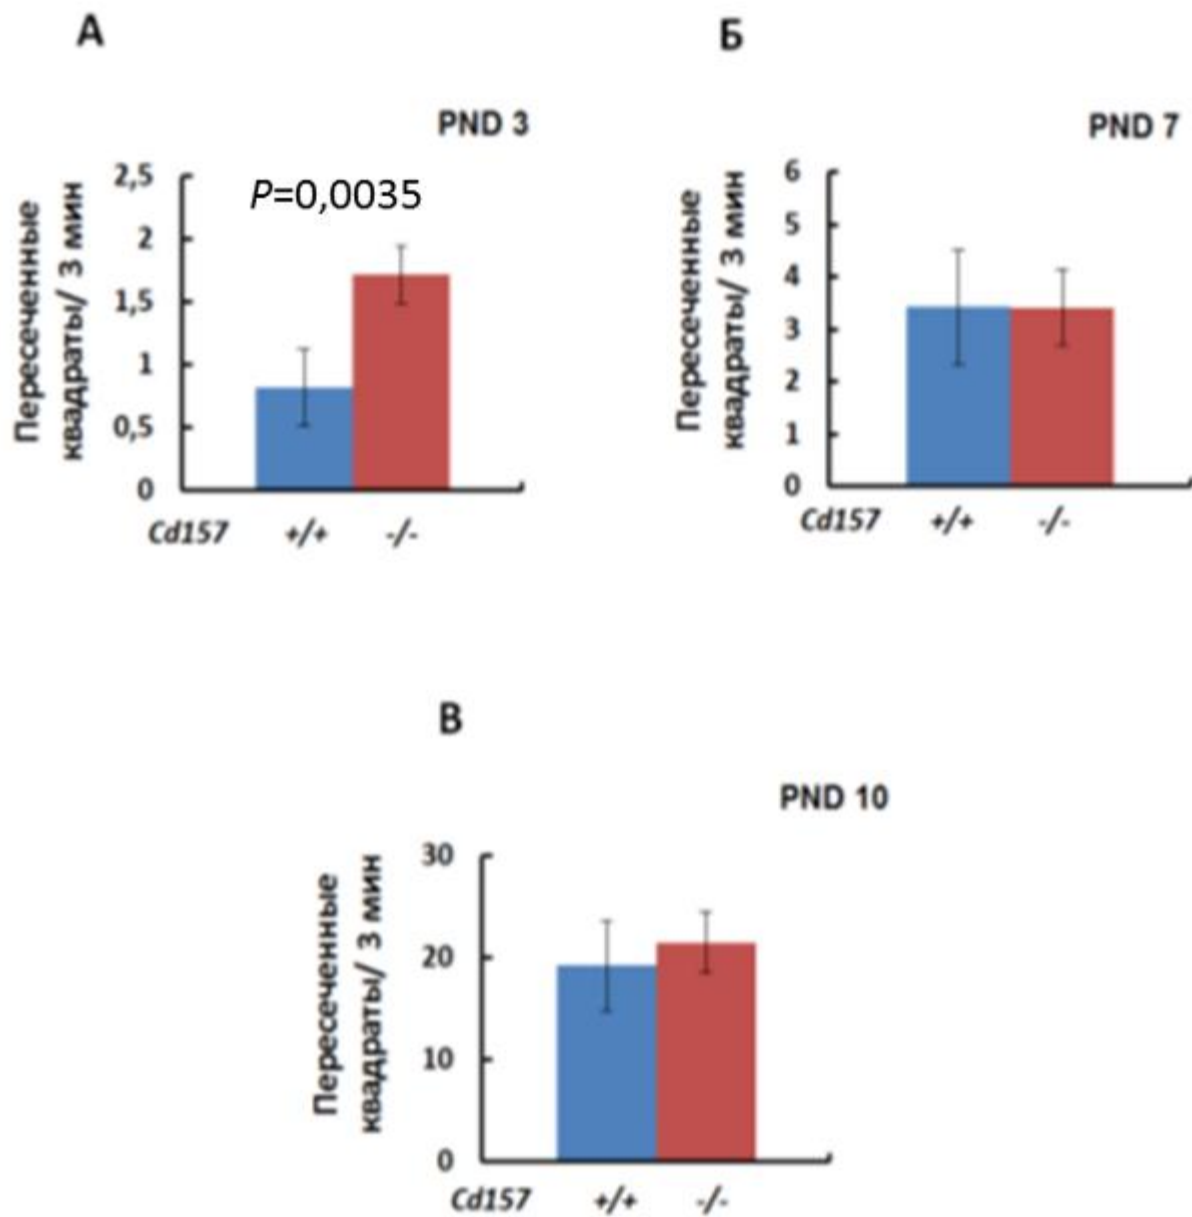 А
PND 3
Пересеченные
квадраты/ 3 мин
2,5
2
1,5
1
0,5
0
P=0,0035
Cd157 +/+ -/-
Б
PND 7
Пересеченные
квадраты/ 3 мин
6
5
4
3
2
1
0
Cd157 +/+ -/-
В
PND 10
Пересеченные
квадраты/ 3 мин
30
20
10
0
Cd157 +/+ -/-